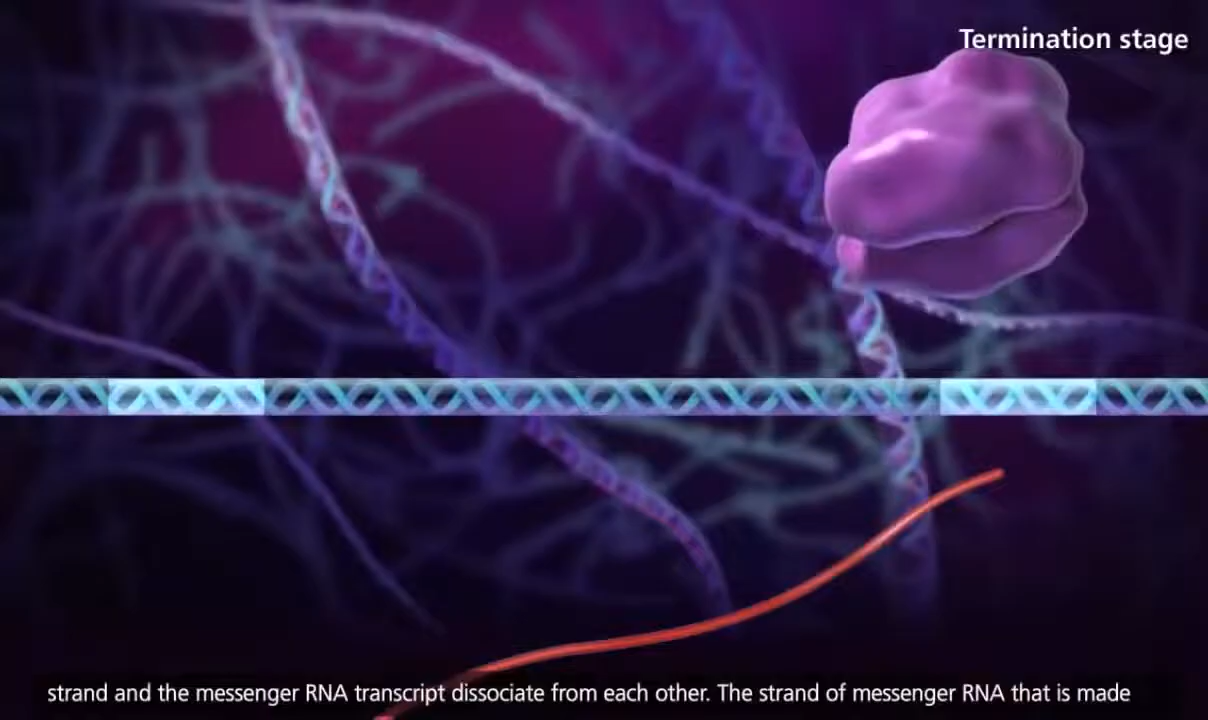 Termination stage
strand and the messenger RNA transcript dissociate from each other. The strand of messenger RNA that is made